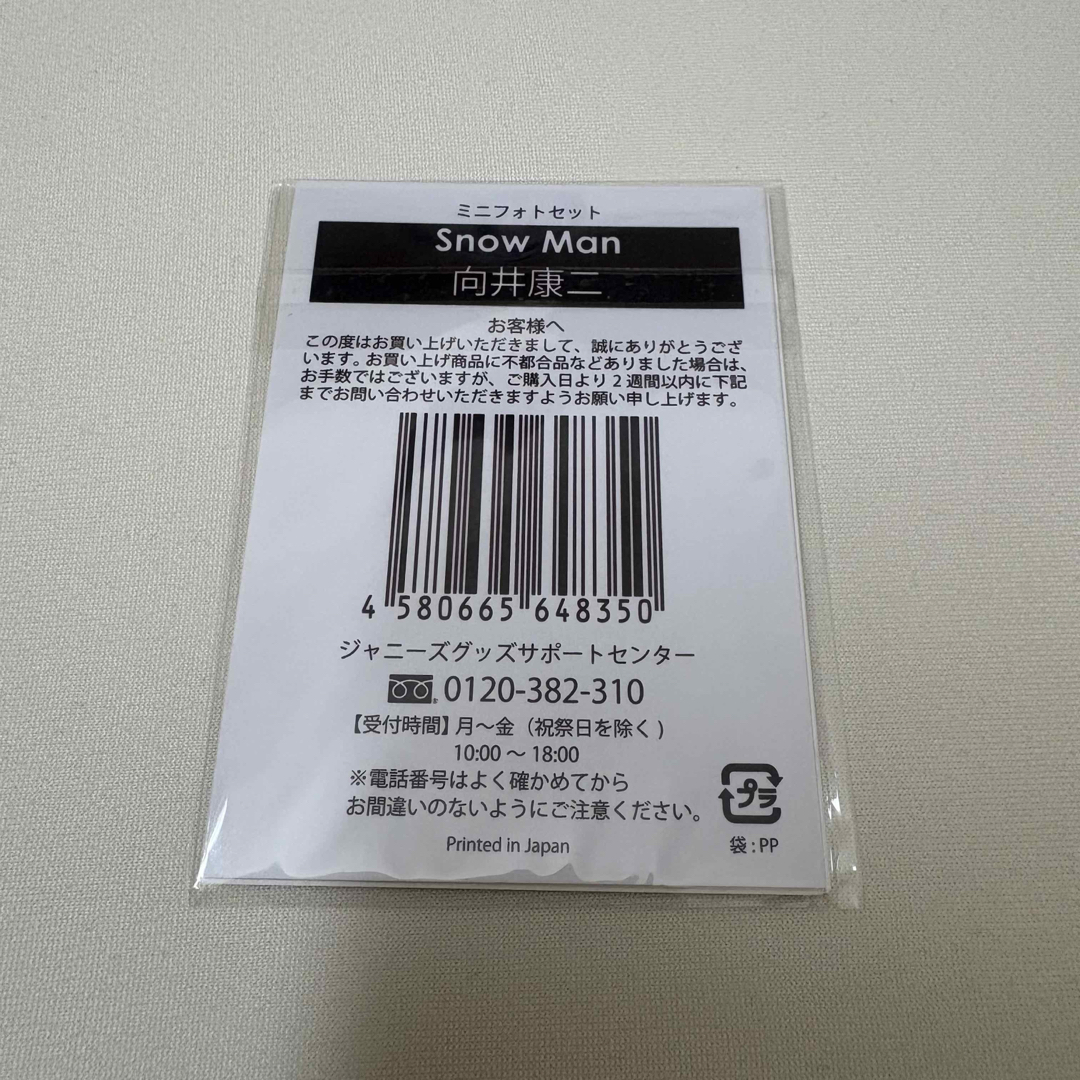 ミニフォトセット
Snow Man
向井康二
お客様へ
この度はお買い上げいただきまして、誠にありがとうござ
います。お買い上げ商品に不都合品などありました場合は、
お手数ではございますが、ご購入日より2週間以内に下記
までお問い合わせいただきますようお願い申し上げます。
4 580665 648350
ジャニーズグッズサポートセンター
0120-382-310
【受付時間】月〜金（祝祭日を除く）
10:00 〜 18:00
※電話番号はよく確かめてから
お間違いのないようにご注意ください。
プラ
Printed in Japan
袋:PP